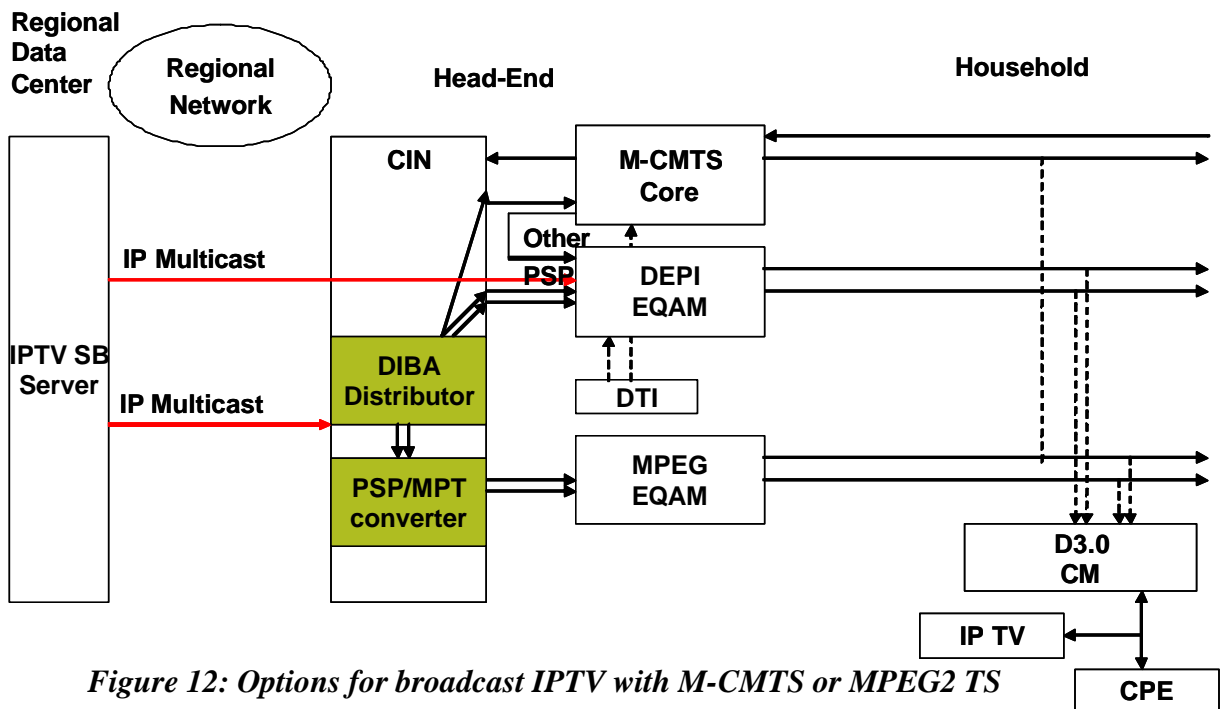 Regional
Data
Center
Regional
Network
Head-End
Household
CIN
M-CMTS
Core
Other
PSP
IP Multicast
DEPI
EQAM
IPTV SB
Server
DIBA
Distributor
IP Multicast
DTI
PSP/MPT
converter
MPEG
EQAM
D3.0
CM
IP TV
CPE
Figure 12: Options for broadcast IPTV with M-CMTS or MPEG2 TS